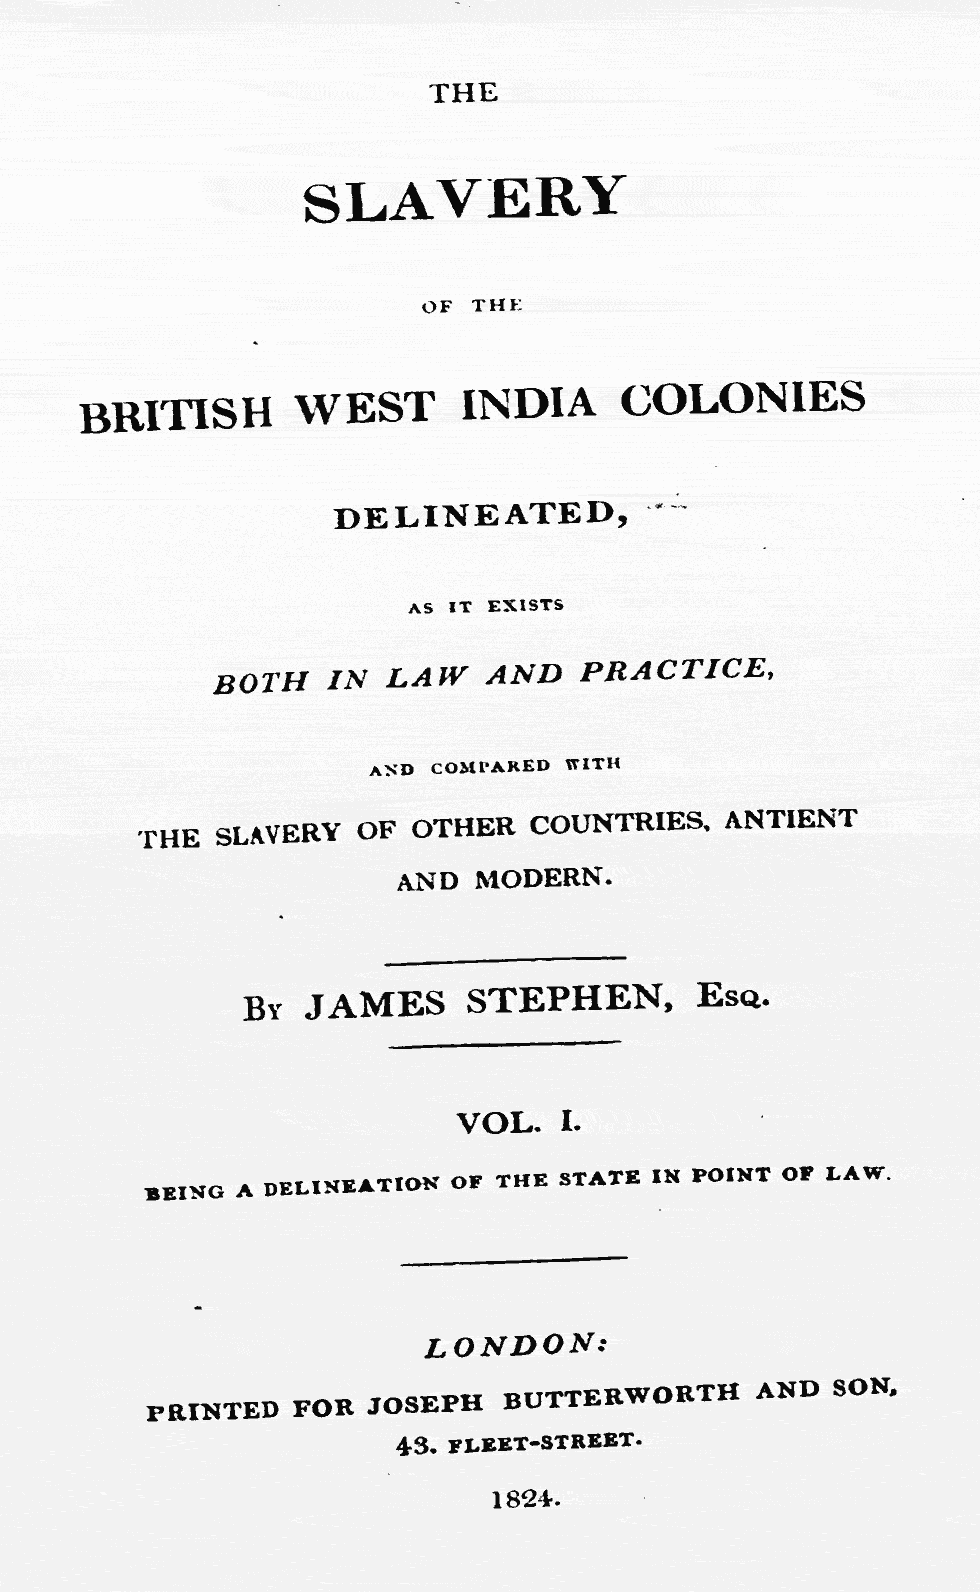 THE
SLAVERY
OF THE
BRITISH WEST INDIA COLONIES
DELINEATED,
AS IT EXISTS
BOTH IN LAW AND PRACTICE,
AND COMPARED WITH
THE SLAVERY OF OTHER COUNTRIES, ANTIENT
AND MODERN.
By JAMES STEPHEN, Esq.
VOL. I.
BEING A DELINEATION OF THE STATE IN POINT OF LAW.
LONDON:
PRINTED FOR JOSEPH BUTTERWORTH AND SON,
43. FLEET-STREET.
1824.